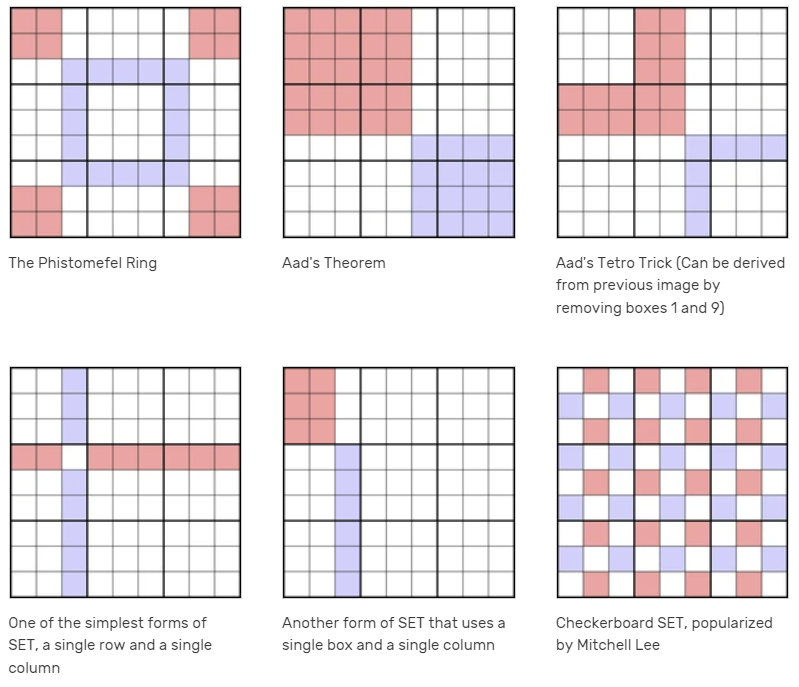 The Phistomefel Ring
Aad's Theorem
Aad's Tetro Trick (Can be derived
from previous image by
removing boxes 1 and 9)
One of the simplest forms of
SET, a single row and a single
column
Another form of SET that uses a
single box and a single column
Checkerboard SET, popularized
by Mitchell Lee